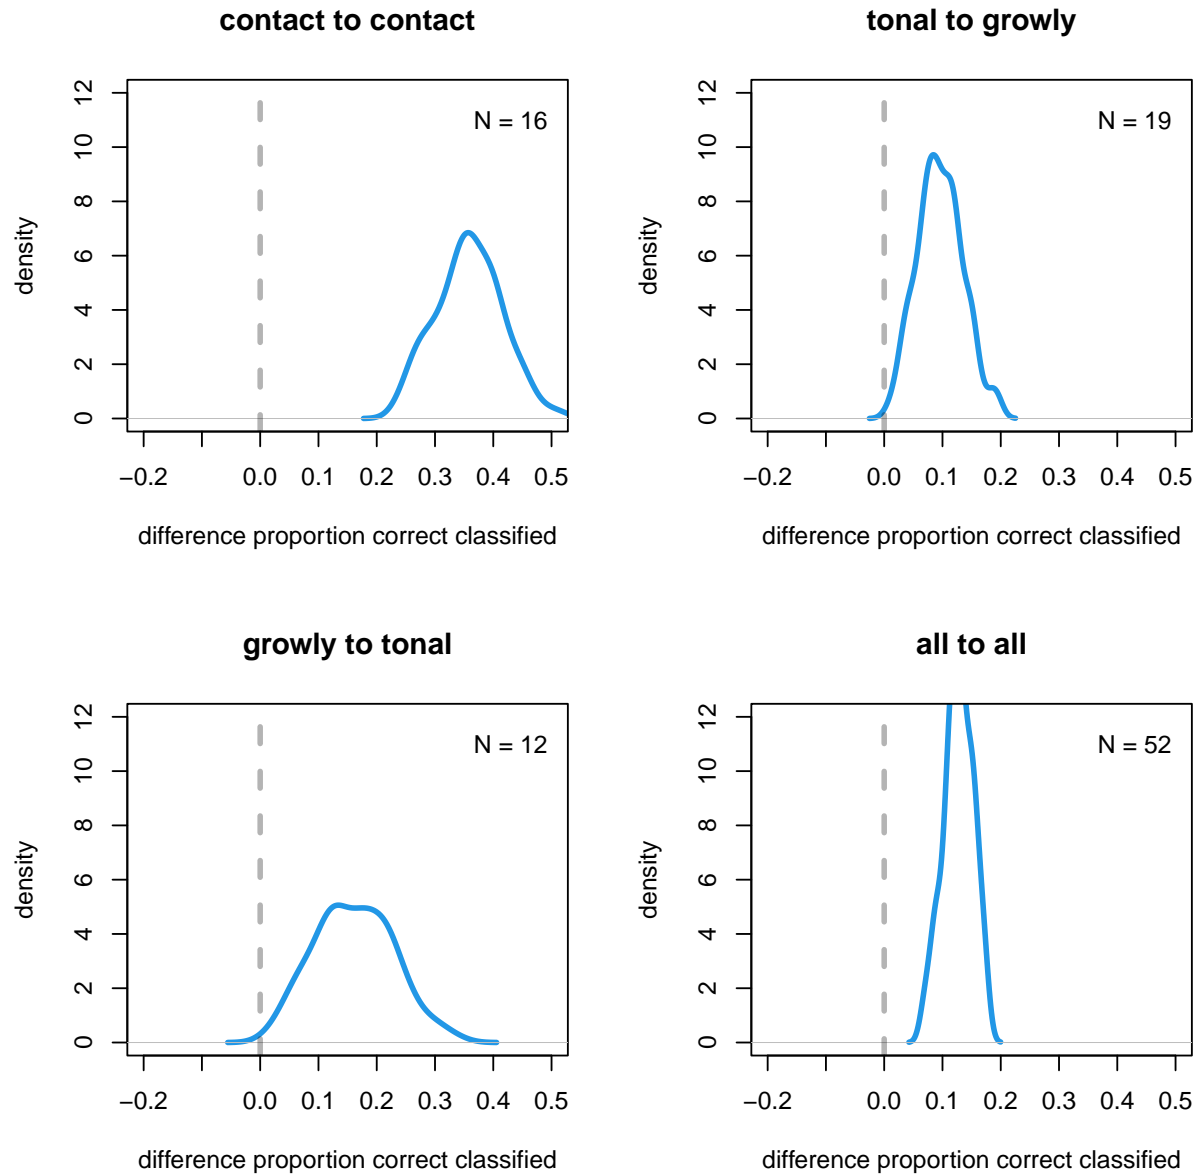 contact to contact
N = 16
density
0 2 4 6 8 10 12
−0.2 0.0 0.1 0.2 0.3 0.4 0.5
difference proportion correct classified
tonal to growly
N = 19
density
0 2 4 6 8 10 12
−0.2 0.0 0.1 0.2 0.3 0.4 0.5
difference proportion correct classified
growly to tonal
N = 12
density
0 2 4 6 8 10 12
−0.2 0.0 0.1 0.2 0.3 0.4 0.5
difference proportion correct classified
all to all
N = 52
density
0 2 4 6 8 10 12
−0.2 0.0 0.1 0.2 0.3 0.4 0.5
difference proportion correct classified